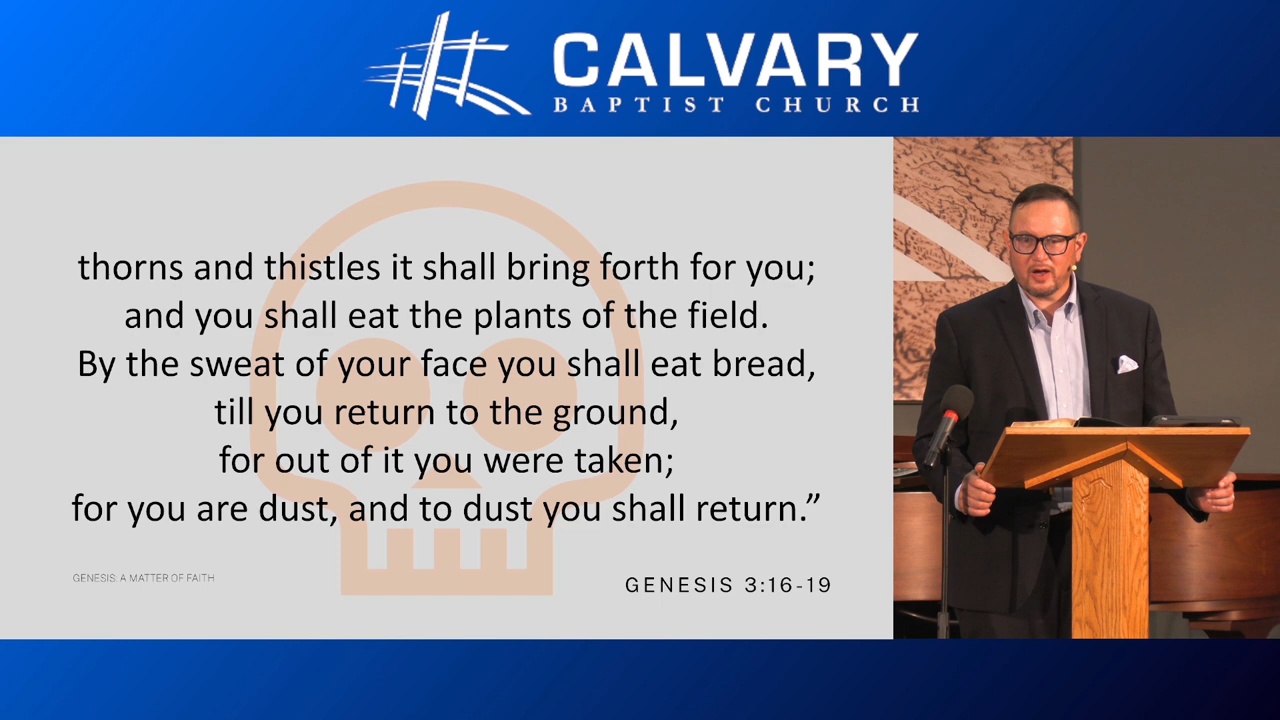 CALVARY
BAPTIST CHURCH
thorns and thistles it shall bring forth for you;
and you shall eat the plants of the field.
By the sweat of your face you shall eat bread,
till you return to the ground,
for out of it you were taken;
for you are dust, and to dust you shall return.”
GENESIS: A MATTER OF FAITH
GENESIS 3:16-19